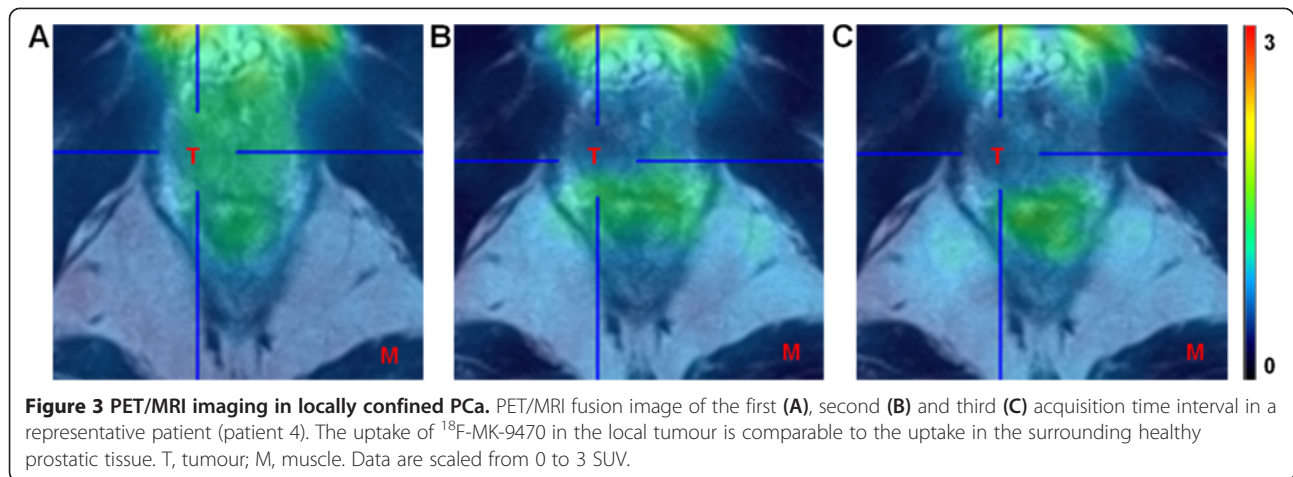 A
B
C
3
T
T
T
M
M
M
0
Figure 3 PET/MRI imaging in locally confined PCa. PET/MRI fusion image of the first (A), second (B) and third (C) acquisition time interval in a
representative patient (patient 4). The uptake of ¹⁸F-MK-9470 in the local tumour is comparable to the uptake in the surrounding healthy
prostatic tissue. T, tumour; M, muscle. Data are scaled from 0 to 3 SUV.